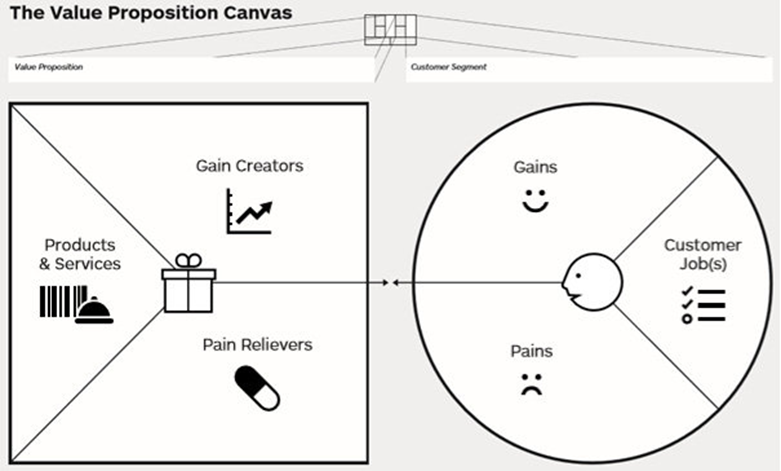 The Value Proposition Canvas
Value Proposition
Customer Segment
Gain Creators
Products
& Services
Pain Relievers
Gains
Customer
Job(s)
Pains